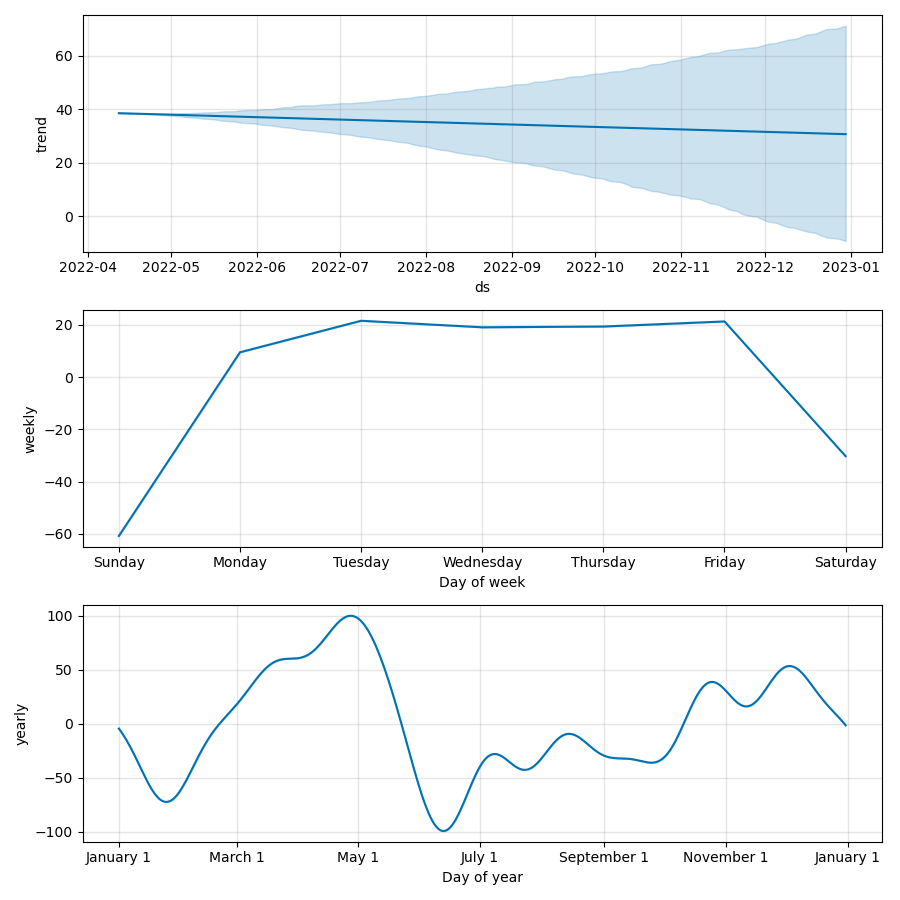 60
40
20
0
trend
2022-04 2022-05 2022-06 2022-07 2022-08 2022-09 2022-10 2022-11 2022-12 2023-01
ds
20
0
−20
−40
−60
weekly
Sunday Monday Tuesday Wednesday Thursday Friday Saturday
Day of week
100
50
0
−50
−100
yearly
January 1 March 1 May 1 July 1 September 1 November 1 January 1
Day of year